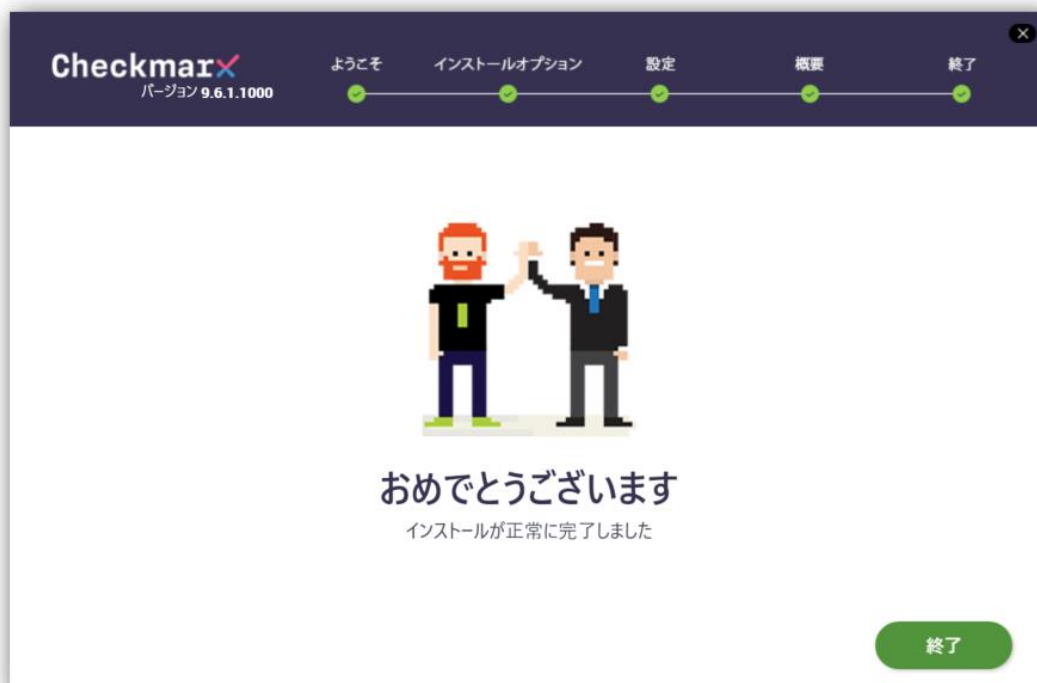 Checkmarx
バージョン 9.6.1.1000
ようこそ インストールオプション 設定 概要 終了
おめでとうございます
インストールが正常に完了しました
終了